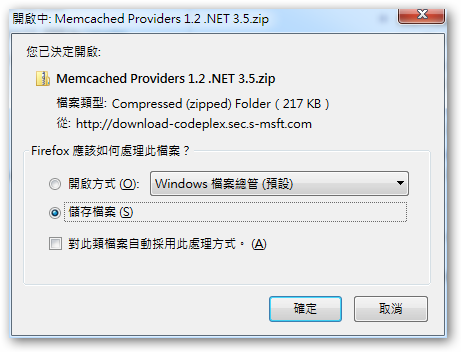 開啟中: Memcached Providers 1.2 .NET 3.5.zip
您已決定開啟:
Memcached Providers 1.2 .NET 3.5.zip
檔案類型: Compressed (zipped) Folder ( 217 KB )
從: http://download-codeplex.sec.s-msft.com
Firefox 應該如何處理此檔案？
開啟方式 (O):
Windows 檔案總管 (預設)
儲存檔案 (S)
對此類檔案自動採用此處理方式。 (A)
確定
取消